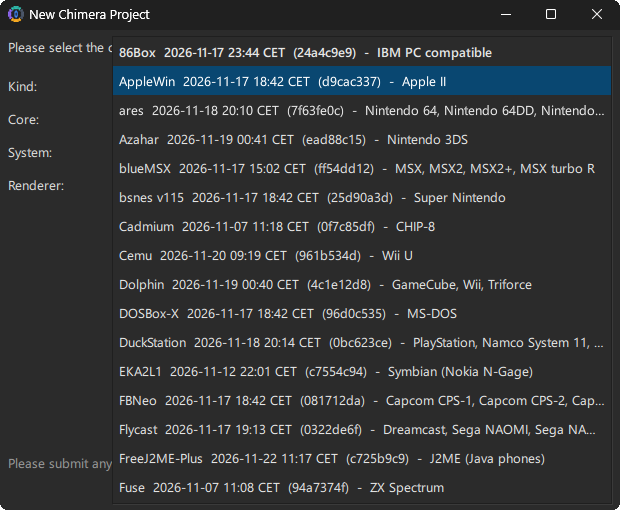 New Chimera Project
Please select the c
86Box 2026-11-17 23:44 CET (24a4c9e9) - IBM PC compatible
AppleWin 2026-11-17 18:42 CET (d9cac337) - Apple II
Kind:
ares 2026-11-18 20:10 CET (7f63fe0c) - Nintendo 64, Nintendo 64DD, Nintendo...
Core:
Azahar 2026-11-19 00:41 CET (ead88c15) - Nintendo 3DS
System:
blueMSX 2026-11-17 15:02 CET (ff54dd12) - MSX, MSX2, MSX2+, MSX turbo R
Renderer:
bsnes v115 2026-11-17 18:42 CET (25d90a3d) - Super Nintendo
Cadmium 2026-11-07 11:18 CET (0f7c85df) - CHIP-8
Cemu 2026-11-20 09:19 CET (961b534d) - Wii U
Dolphin 2026-11-19 00:40 CET (4c1e12d8) - GameCube, Wii, Triforce
DOSBox-X 2026-11-17 18:42 CET (96d0c535) - MS-DOS
DuckStation 2026-11-18 20:14 CET (0bc623ce) - PlayStation, Namco System 11, ...
EKA2L1 2026-11-12 22:01 CET (c7554c94) - Symbian (Nokia N-Gage)
FBNeo 2026-11-17 18:42 CET (081712da) - Capcom CPS-1, Capcom CPS-2, Cap...
Flycast 2026-11-17 19:13 CET (0322de6f) - Dreamcast, Sega NAOMI, Sega NA...
Please submit any
FreeJ2ME-Plus 2026-11-22 11:17 CET (c725b9c9) - J2ME (Java phones)
Fuse 2026-11-07 11:08 CET (94a7374f) - ZX Spectrum